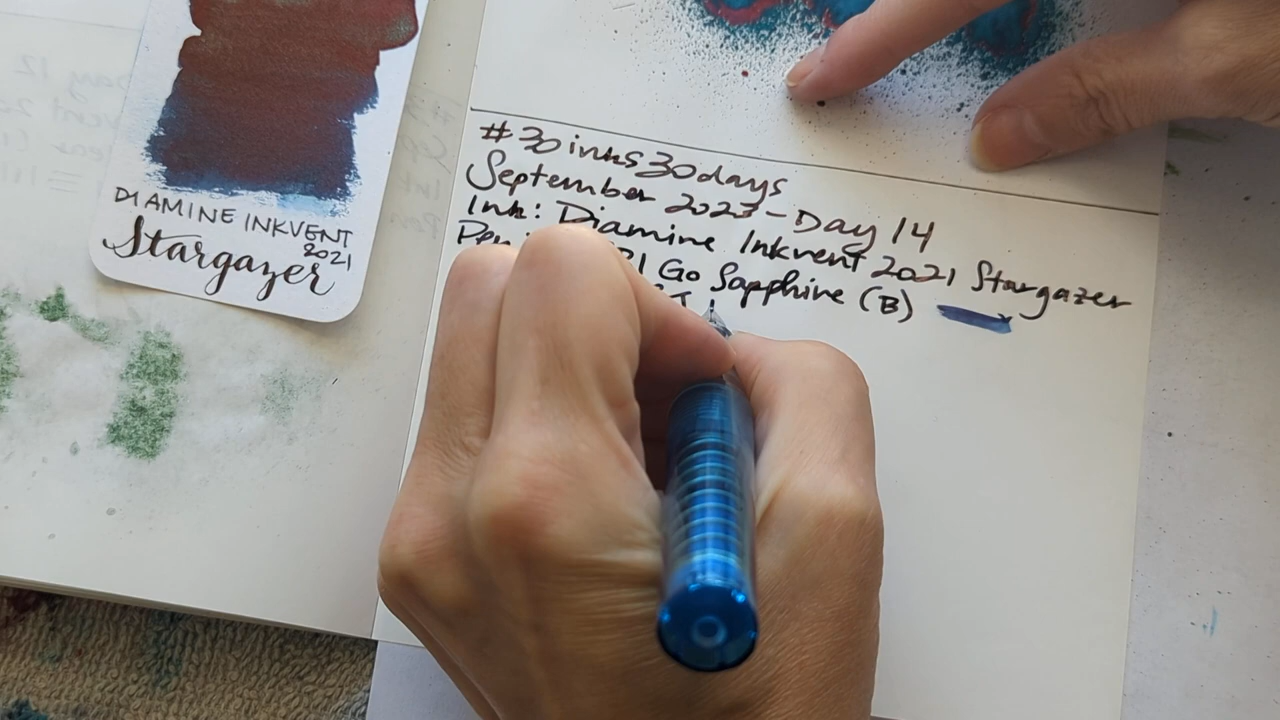 DIAMINE INKVENT
2021
Stargazer
#30inks30days
September 2023 - Day 14
Ink: Diamine Inkvent 2021 Stargazer
Go Sapphire (B)